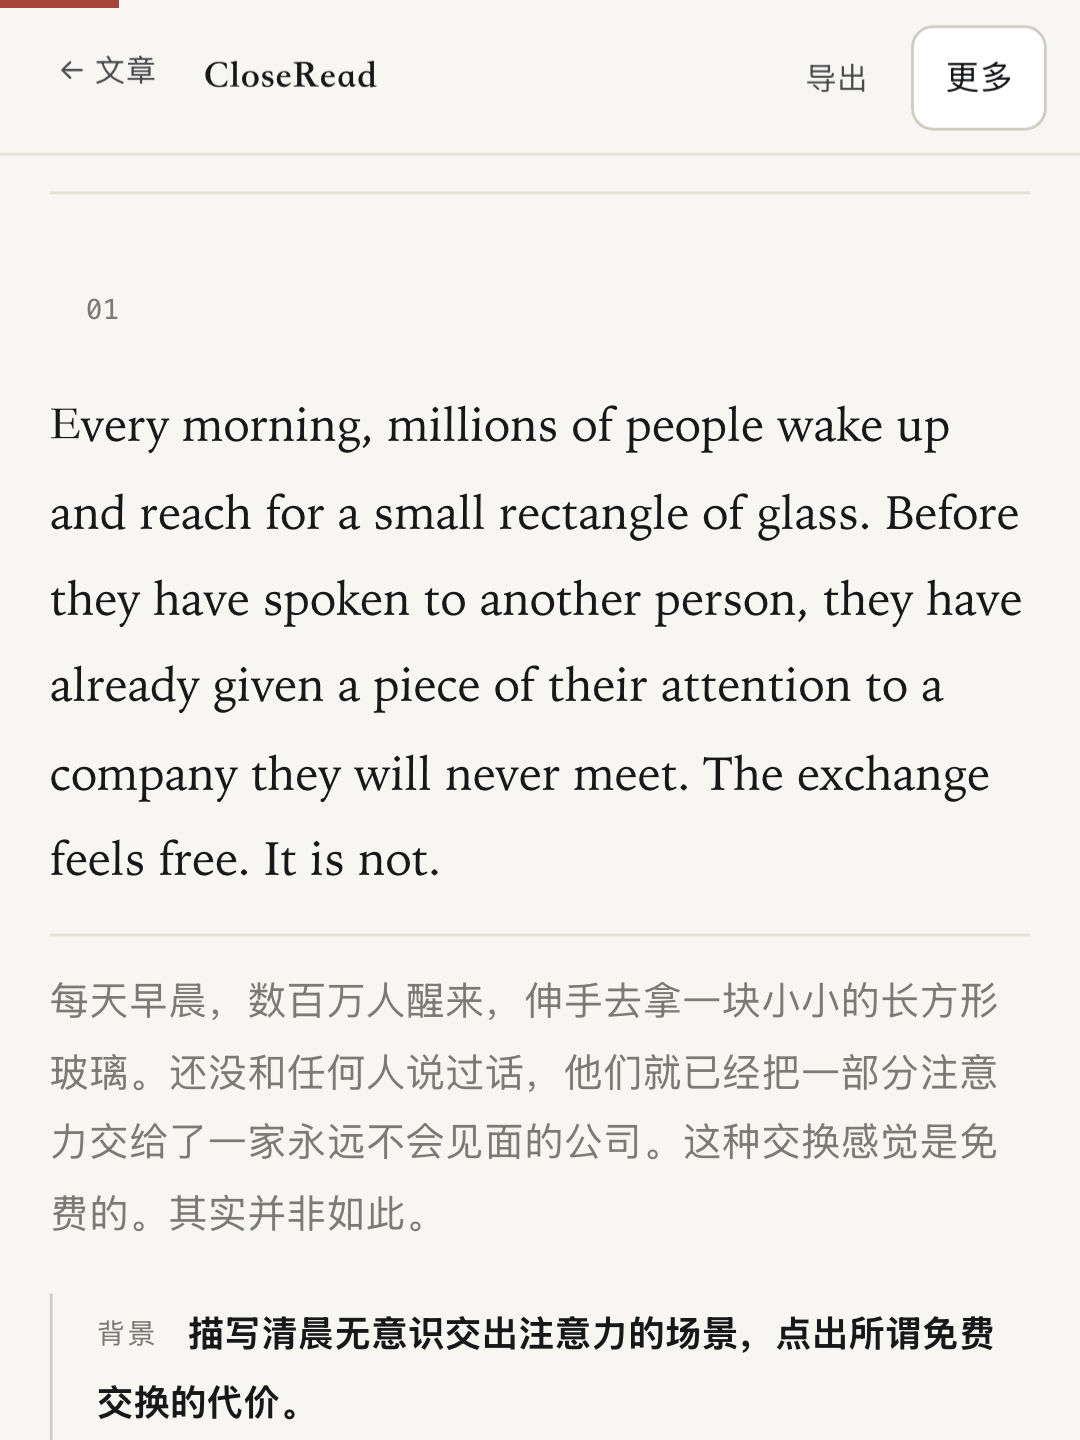 ← 文章 CloseRead 导出 更多
01
Every morning, millions of people wake up
and reach for a small rectangle of glass. Before
they have spoken to another person, they have
already given a piece of their attention to a
company they will never meet. The exchange
feels free. It is not.
每天早晨，数百万人醒来，伸手去拿一块小小的长方形
玻璃。还没和任何人说过话，他们就已经把一部分注意
力交给了一家永远不会见面的公司。这种交换感觉是免
费的。其实并非如此。
背景 描写清晨无意识交出注意力的场景，点出所谓免费
交换的代价。